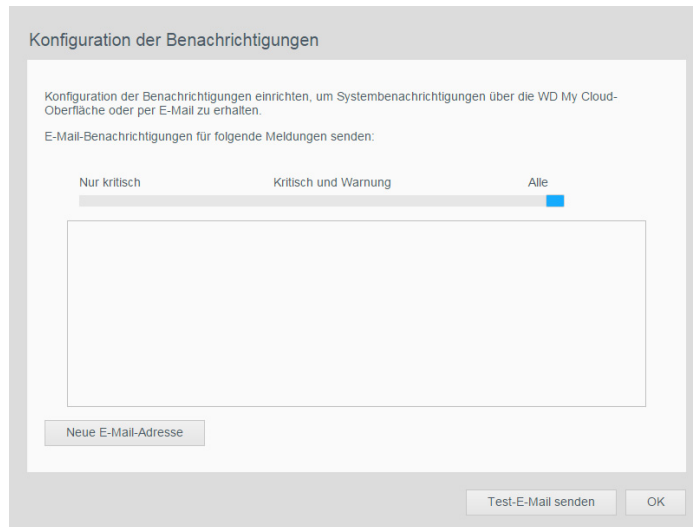 Konfiguration der Benachrichtigungen
Konfiguration der Benachrichtigungen einrichten, um Systembenachrichtigungen über die WD My Cloud-
Oberfläche oder per E-Mail zu erhalten.
E-Mail-Benachrichtigungen für folgende Meldungen senden:
Nur kritisch Kritisch und Warnung Alle
Neue E-Mail-Adresse
Test-E-Mail senden OK